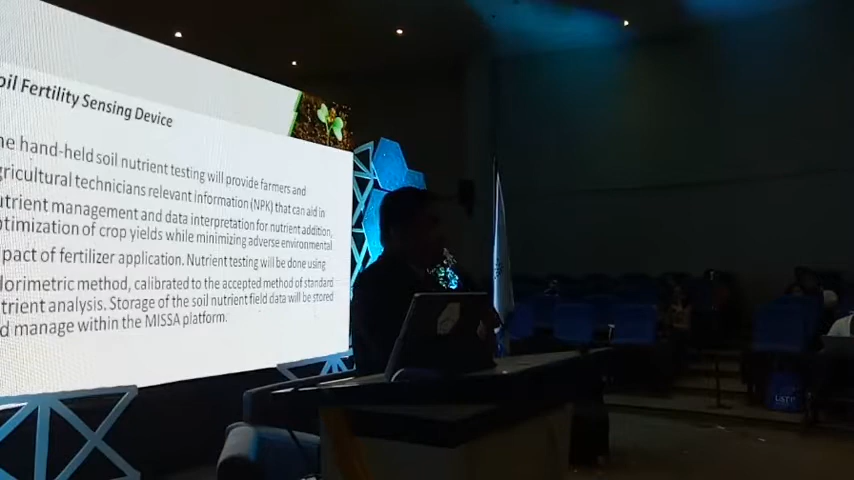 oil Fertility Sensing Device
he hand-held soil nutrient testing will provide farmers and
gricultural technicians relevant information (NPK) that can aid in
utrient management and data interpretation for nutrient addition,
ptimization of crop yields while minimizing adverse environmental
pact of fertilizer application. Nutrient testing will be done using
lorimetric method, calibrated to the accepted method of standard
trient analysis. Storage of the soil nutrient field data will be stored
d manage within the MISSA platform.